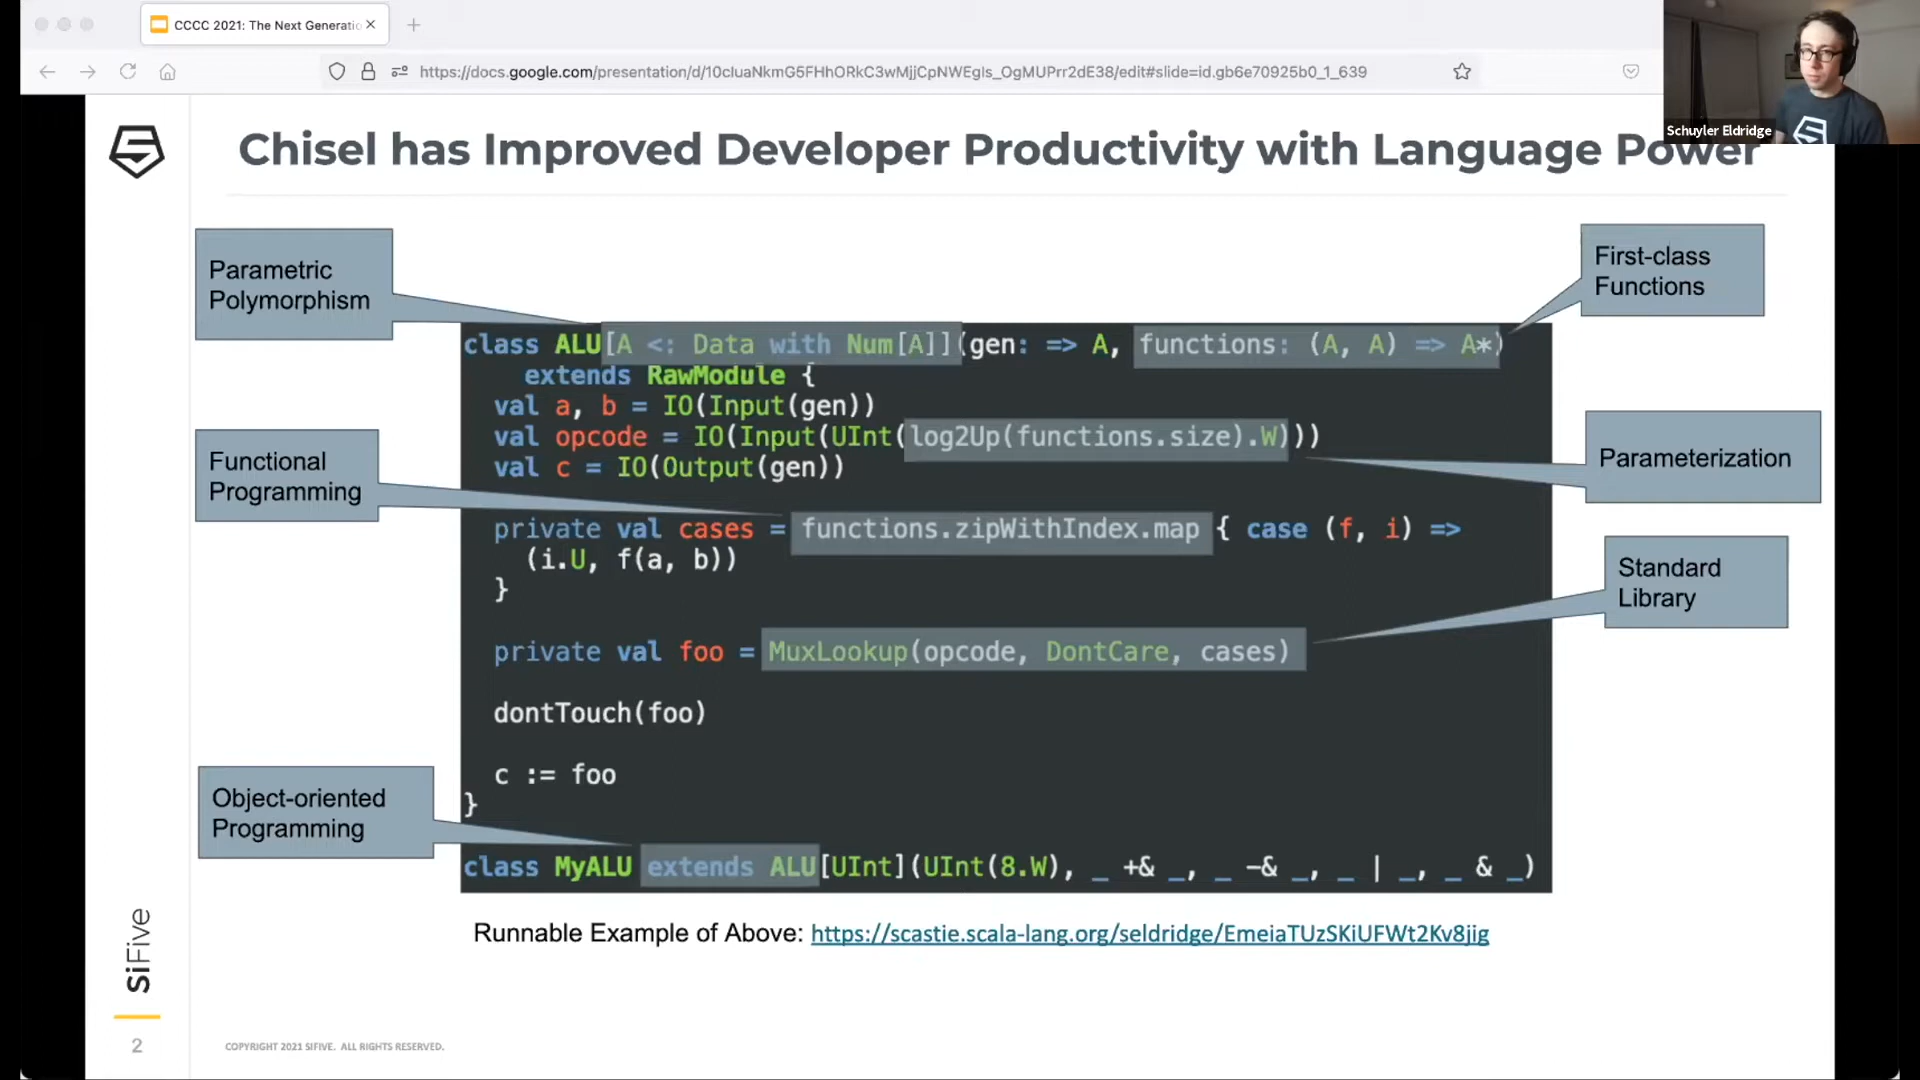 CCCC 2021: The Next Generatio
https://docs.google.com/presentation/d/10cIuaNkmG5FHhORkC3wMjjCpNWEgIs_OgMUPrr2dE38/edit#slide=id.gb6e70925b0_1_639
Schuyler Eldridge
Chisel has Improved Developer Productivity with Language Power
Parametric
Polymorphism
First-class
Functions
class ALU[A <: Data with Num[A]](gen: => A, functions: (A, A) => A*)
extends RawModule {
val a, b = IO(Input(gen))
val opcode = IO(Input(UInt(log2Up(functions.size).W)))
val c = IO(Output(gen))
Parameterization
Functional
Programming
private val cases = functions.zipWithIndex.map { case (f, i) =>
(i.U, f(a, b))
}
Standard
Library
private val foo = MuxLookup(opcode, DontCare, cases)
dontTouch(foo)
c := foo
}
Object-oriented
Programming
class MyALU extends ALU[UInt](UInt(8.W), _ +& _, _ -& _, _ | _, _ & _)
Runnable Example of Above: https://scastie.scala-lang.org/seldridge/EmeiaTUzSKiUFWt2Kv8jig
SiFive
2
COPYRIGHT 2021 SIFIVE. ALL RIGHTS RESERVED.